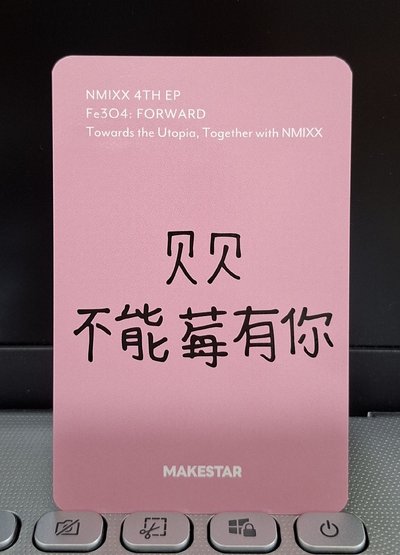 NMIXX 4TH EP
Fe3O4: FORWARD
Towards the Utopia, Together with NMIXX
贝贝
不能莓有你
MAKESTAR